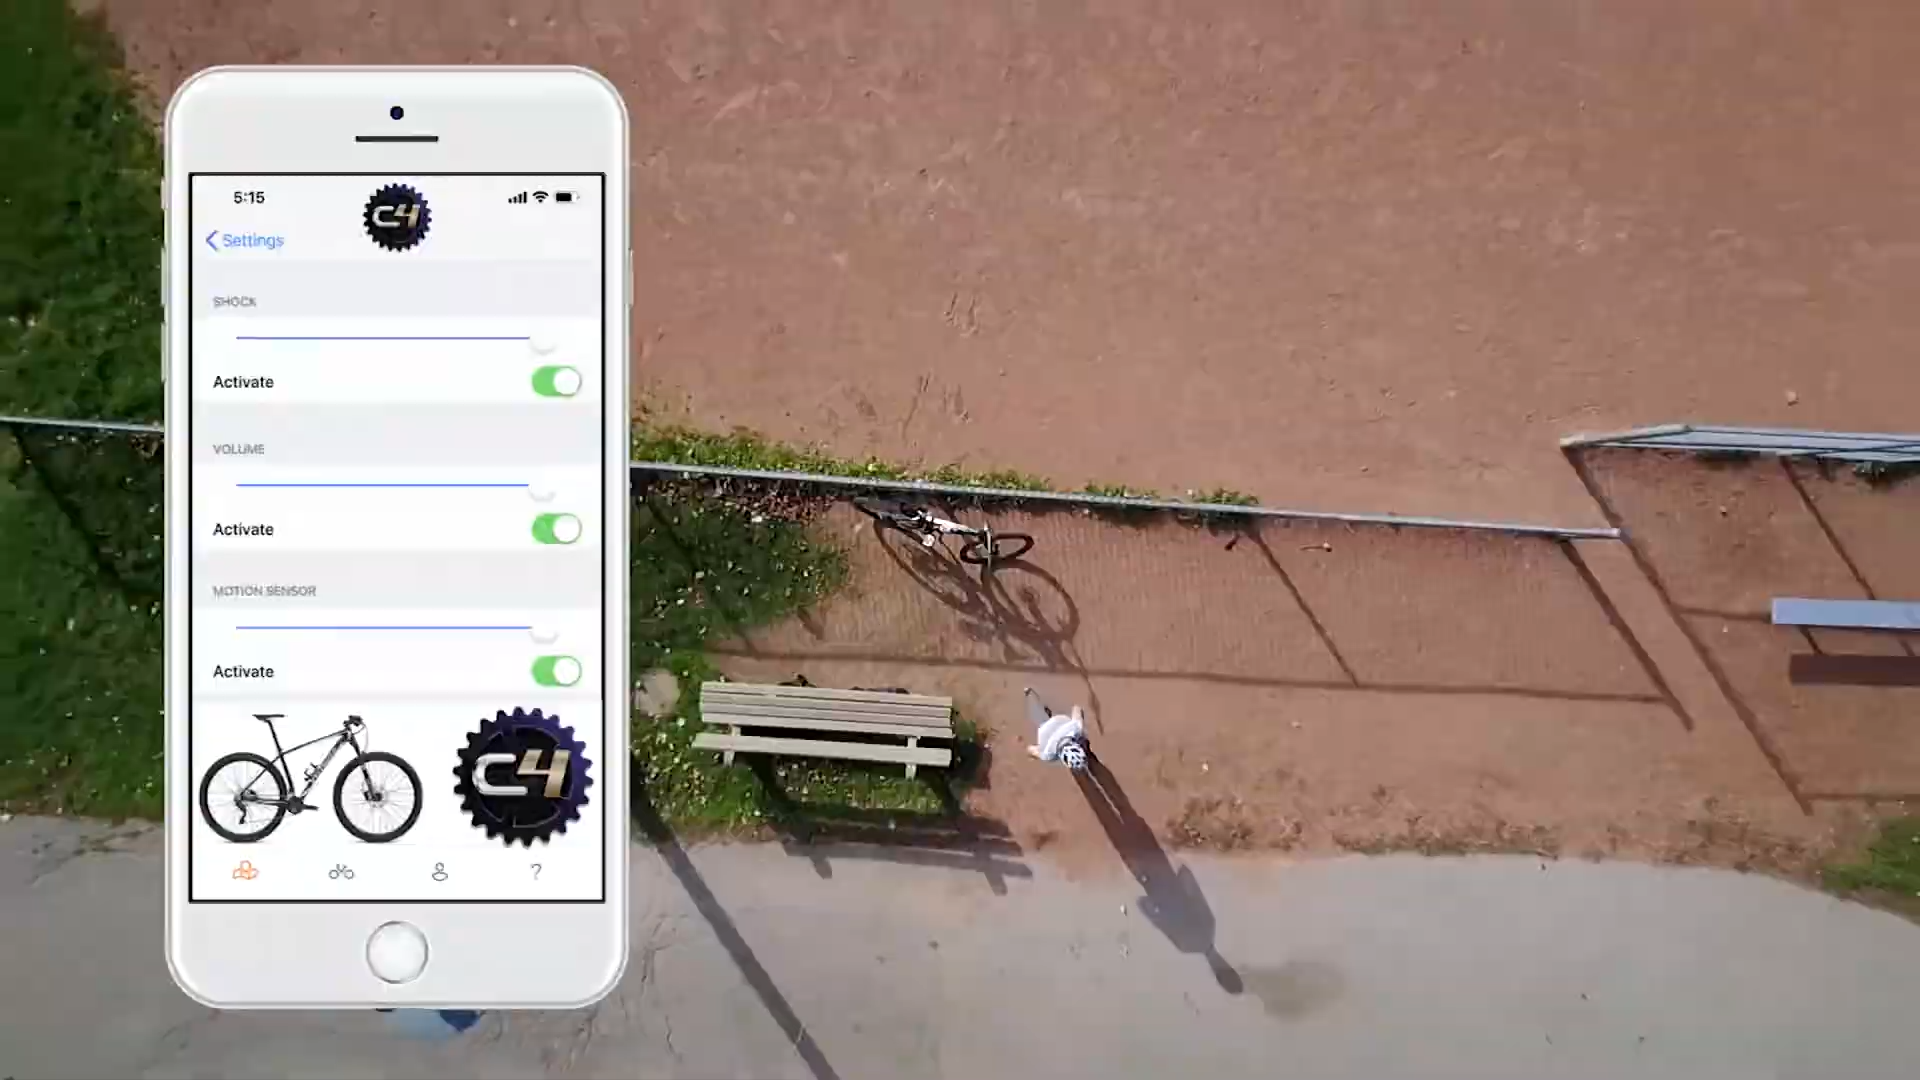 5:15
C4
Settings
SHOCK
Activate
VOLUME
Activate
MOTION SENSOR
Activate
C4
?